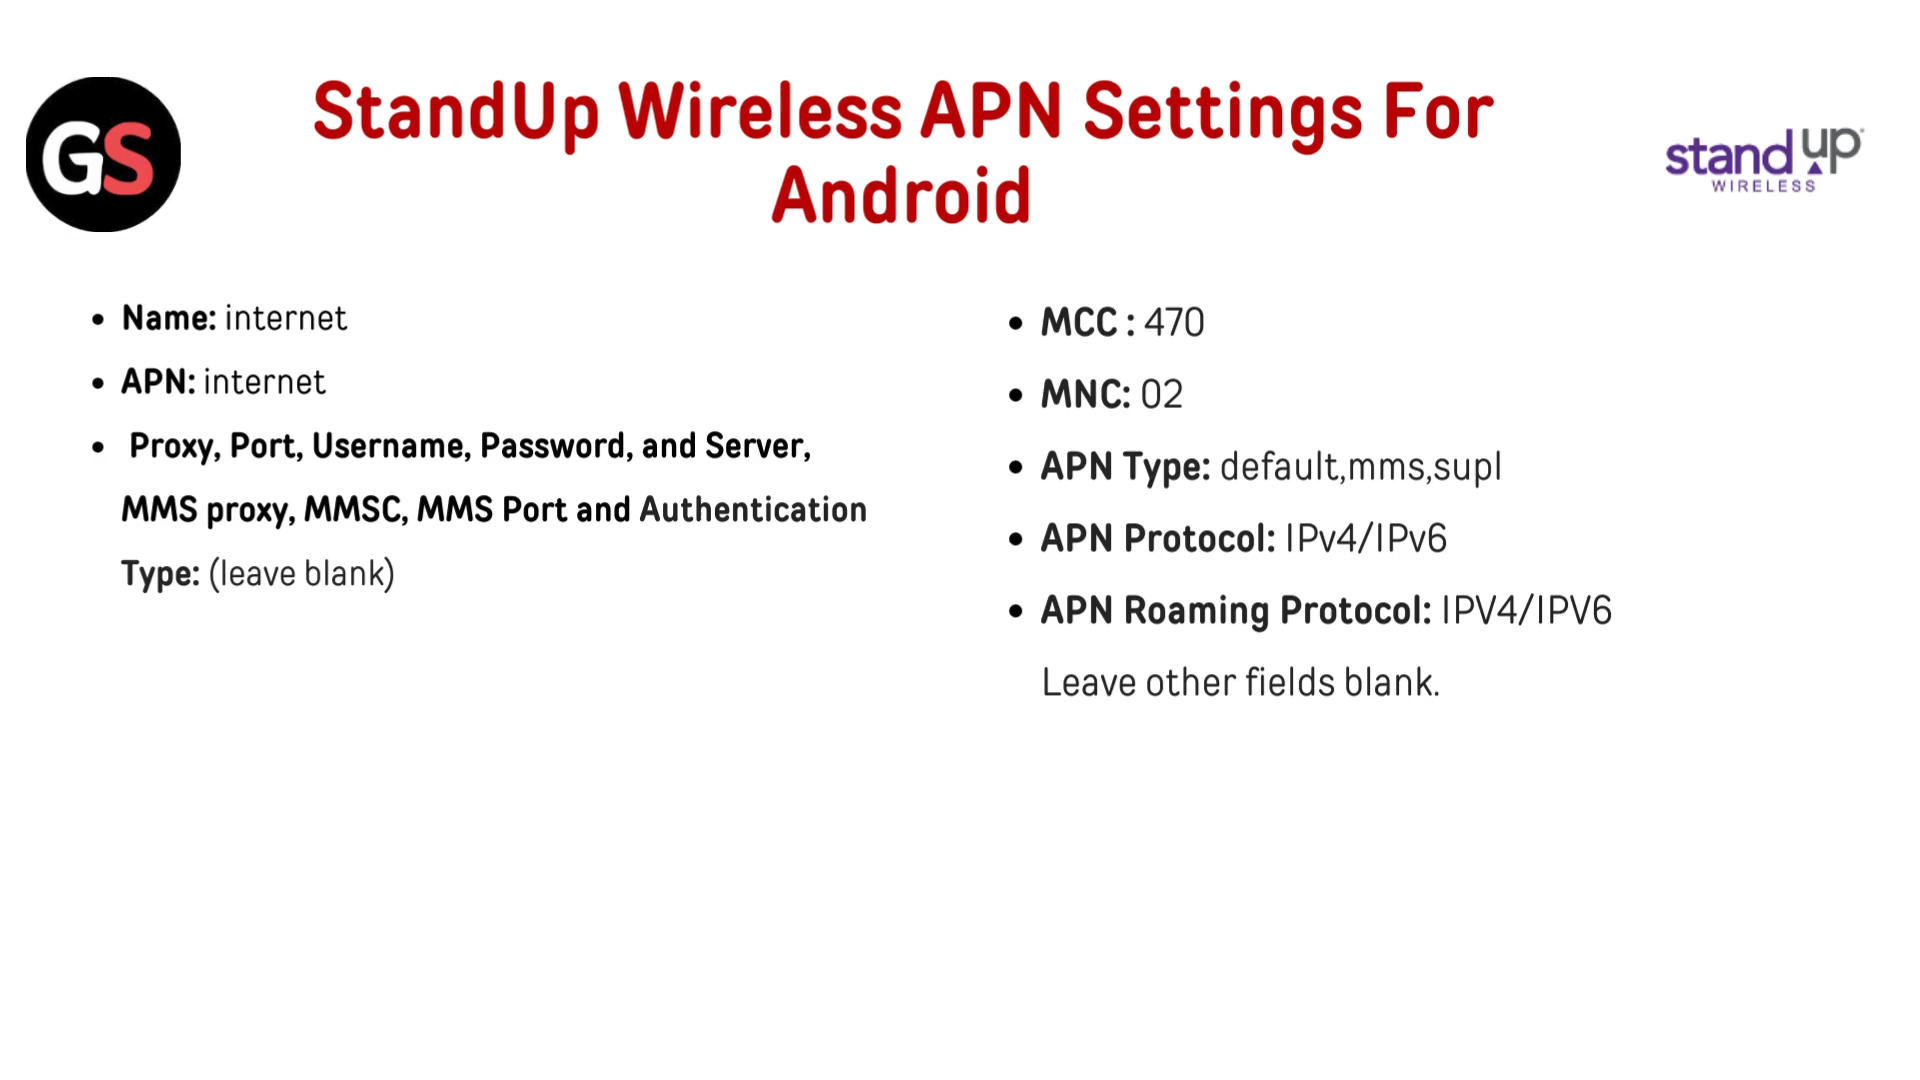 GS
StandUp Wireless APN Settings For
Android
stand up
WIRELESS
• Name: internet
• APN: internet
• Proxy, Port, Username, Password, and Server,
MMS proxy, MMSC, MMS Port and Authentication
Type: (leave blank)
• MCC : 470
• MNC: 02
• APN Type: default,mms,supl
• APN Protocol: IPv4/IPv6
• APN Roaming Protocol: IPV4/IPV6
Leave other fields blank.